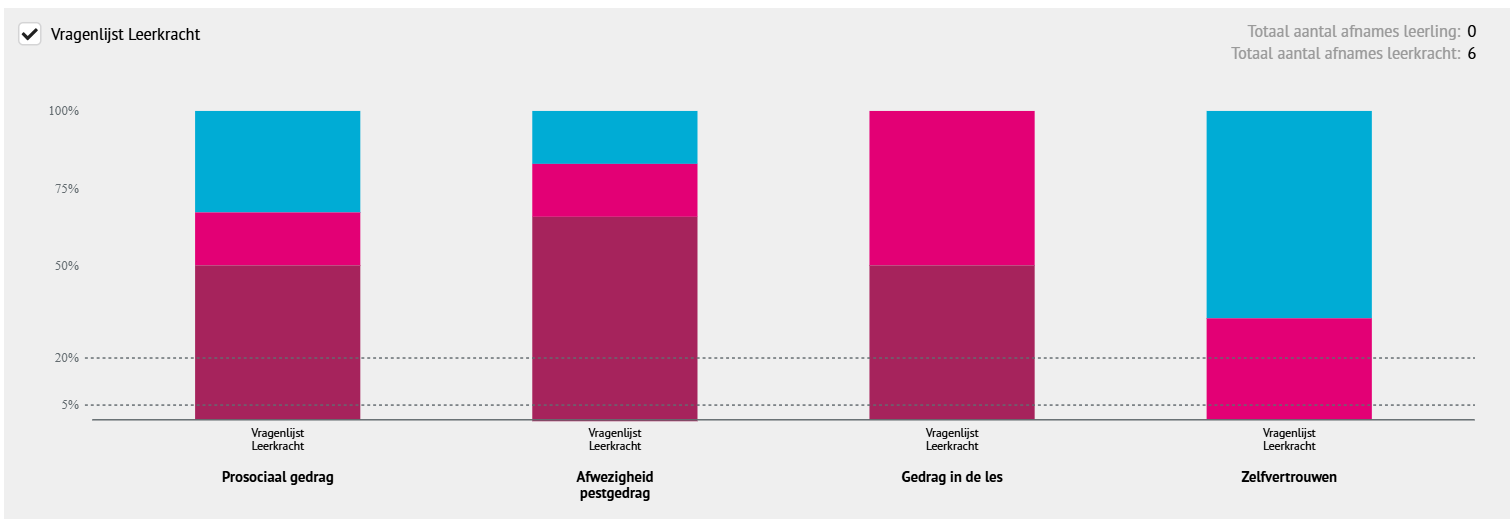 Vragenlijst Leerkracht
Totaal aantal afnames leerling: 0
Totaal aantal afnames leerkracht: 6
100%
75%
50%
20%
5%
Vragenlijst
Leerkracht
Prosociaal gedrag
Vragenlijst
Leerkracht
Afwezigheid
pestgedrag
Vragenlijst
Leerkracht
Gedrag in de les
Vragenlijst
Leerkracht
Zelfvertrouwen